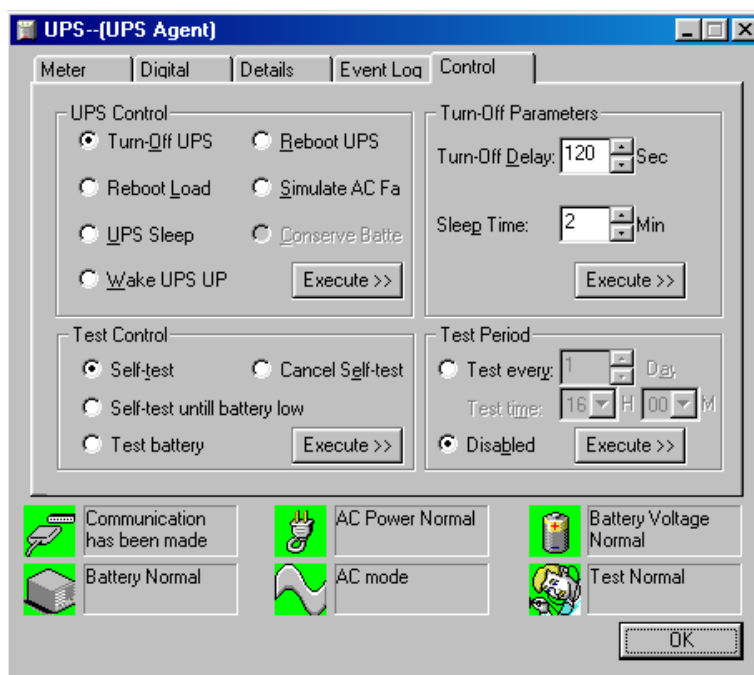 UPS--(UPS Agent)
Meter Digital Details Event Log Control
UPS Control
Turn-Off UPS Reboot UPS
Reboot Load Simulate AC Fa
UPS Sleep Conserve Batte
Wake UPS UP Execute >>
Turn-Off Parameters
Turn-Off Delay: 120 Sec
Sleep Time: 2 Min
Execute >>
Test Control
Self-test Cancel Self-test
Self-test untill battery low
Test battery Execute >>
Test Period
Test every: 1 Day
Test time: 16 H 00 M
Disabled Execute >>
Communication
has been made
AC Power Normal
Battery Voltage
Normal
Battery Normal
AC mode
Test Normal
OK